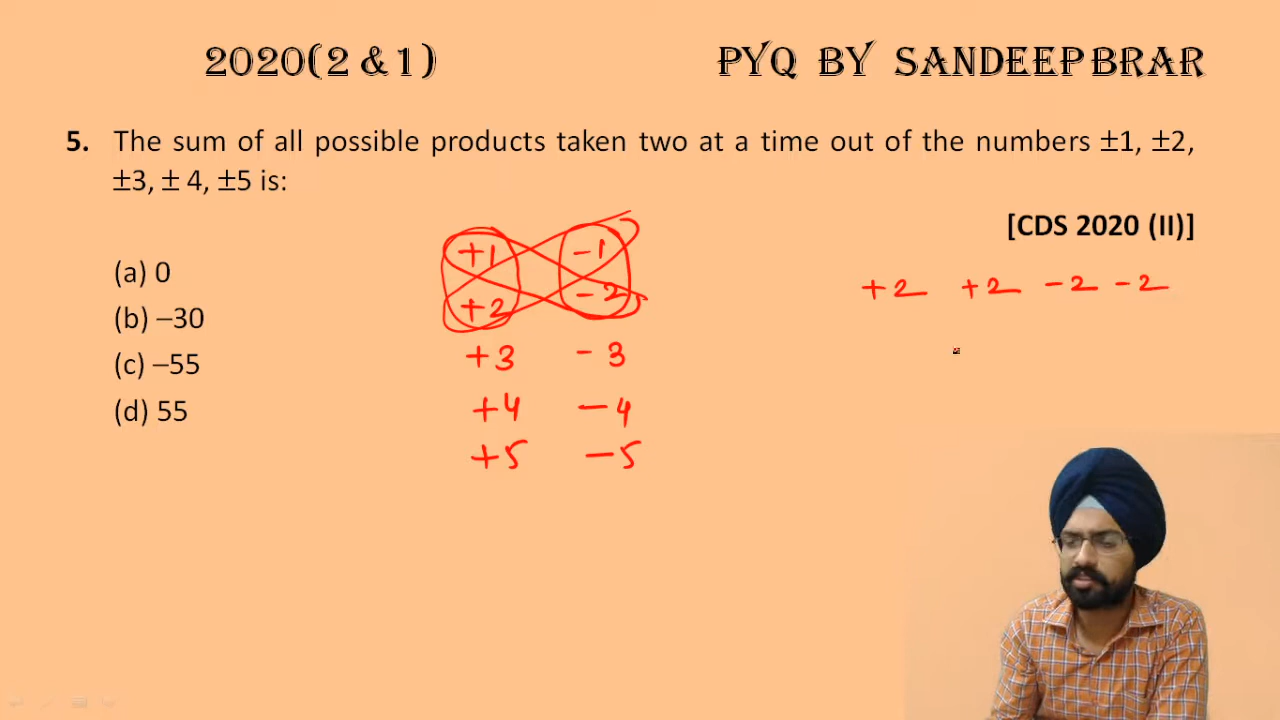 2020(2 & 1)
PYQ BY SANDEEP BRAR
5. The sum of all possible products taken two at a time out of the numbers ±1, ±2,
±3, ± 4, ±5 is:
[CDS 2020 (II)]
(a) 0
(b) –30
(c) –55
(d) 55
+1 -1
+2 -2
+3 -3
+4 -4
+5 -5
+2 +2 -2 -2